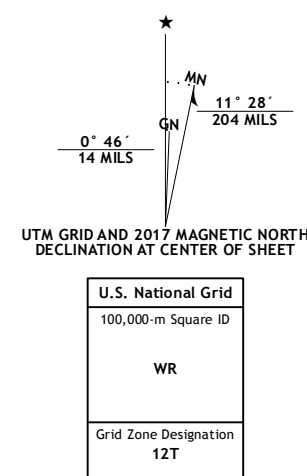 ★
MN
GN
11° 28´
204 MILS
0° 46´
14 MILS
UTM GRID AND 2017 MAGNETIC NORTH
DECLINATION AT CENTER OF SHEET
U.S. National Grid
100,000-m Square ID
WR
Grid Zone Designation
12T